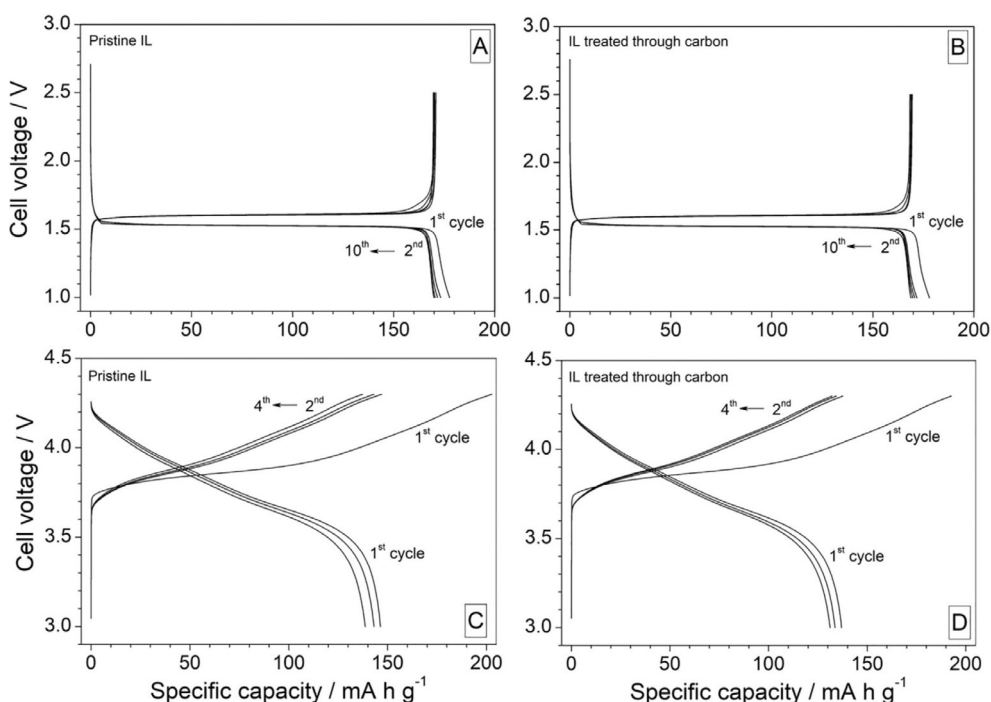 Pristine IL
A
Cell voltage / V
3.0
2.5
2.0
1.5
1.0
1st cycle
10th ← 2nd
0 50 100 150 200
IL treated through carbon
B
3.0
2.5
2.0
1.5
1.0
1st cycle
10th ← 2nd
0 50 100 150 200
Pristine IL
C
Cell voltage / V
4.5
4.0
3.5
3.0
4th ← 2nd
1st cycle
1st cycle
0 50 100 150 200
Specific capacity / mA h g-1
IL treated through carbon
D
4.5
4.0
3.5
3.0
4th ← 2nd
1st cycle
1st cycle
0 50 100 150 200
Specific capacity / mA h g-1